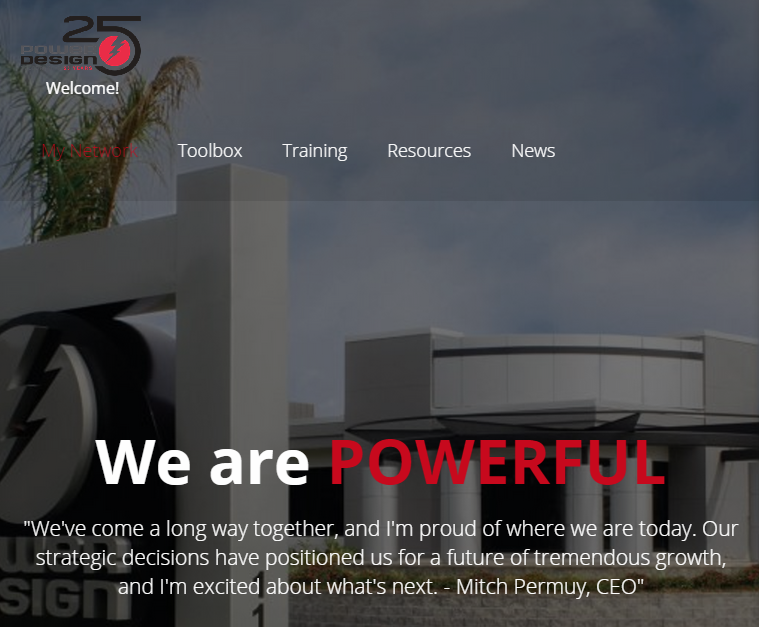 25
POWER
DESIGN
Welcome!
My Network Toolbox Training Resources News
We are POWERFUL
"We've come a long way together, and I'm proud of where we are today. Our
strategic decisions have positioned us for a future of tremendous growth,
and I'm excited about what's next. - Mitch Permuy, CEO"
1